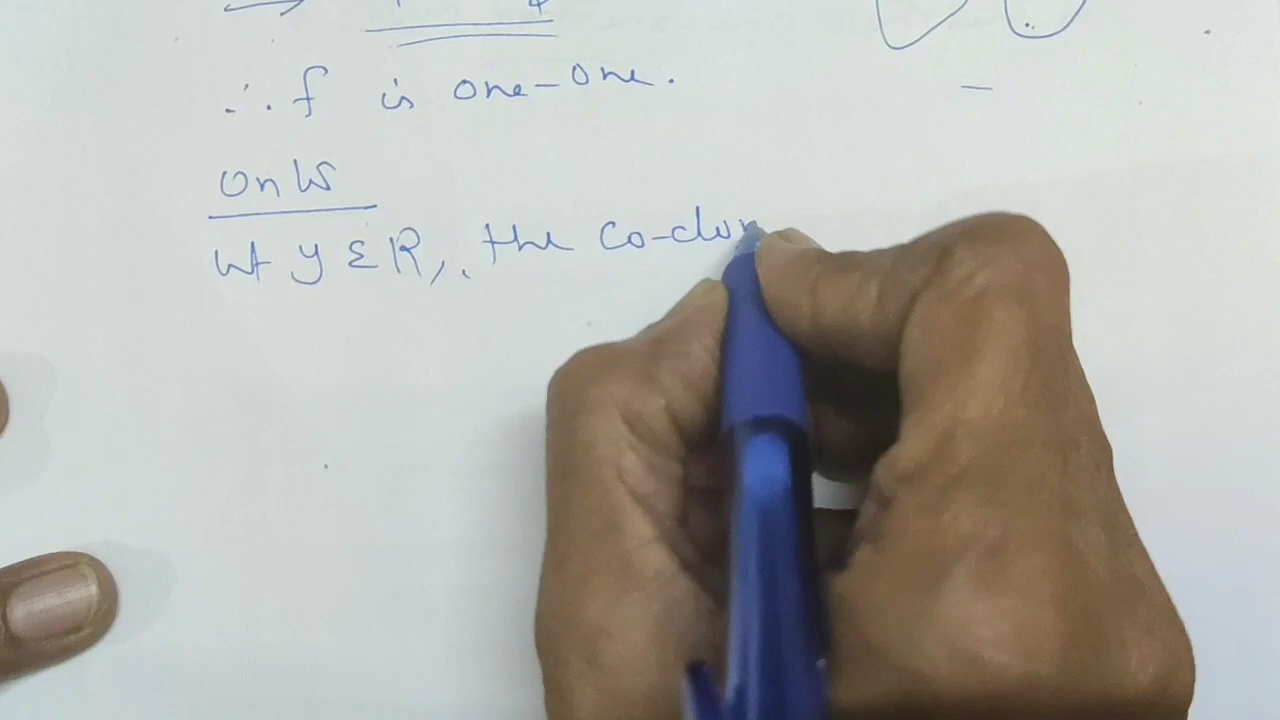 ∴ f is one-one.
Onto
Let y ε R, the co-dom